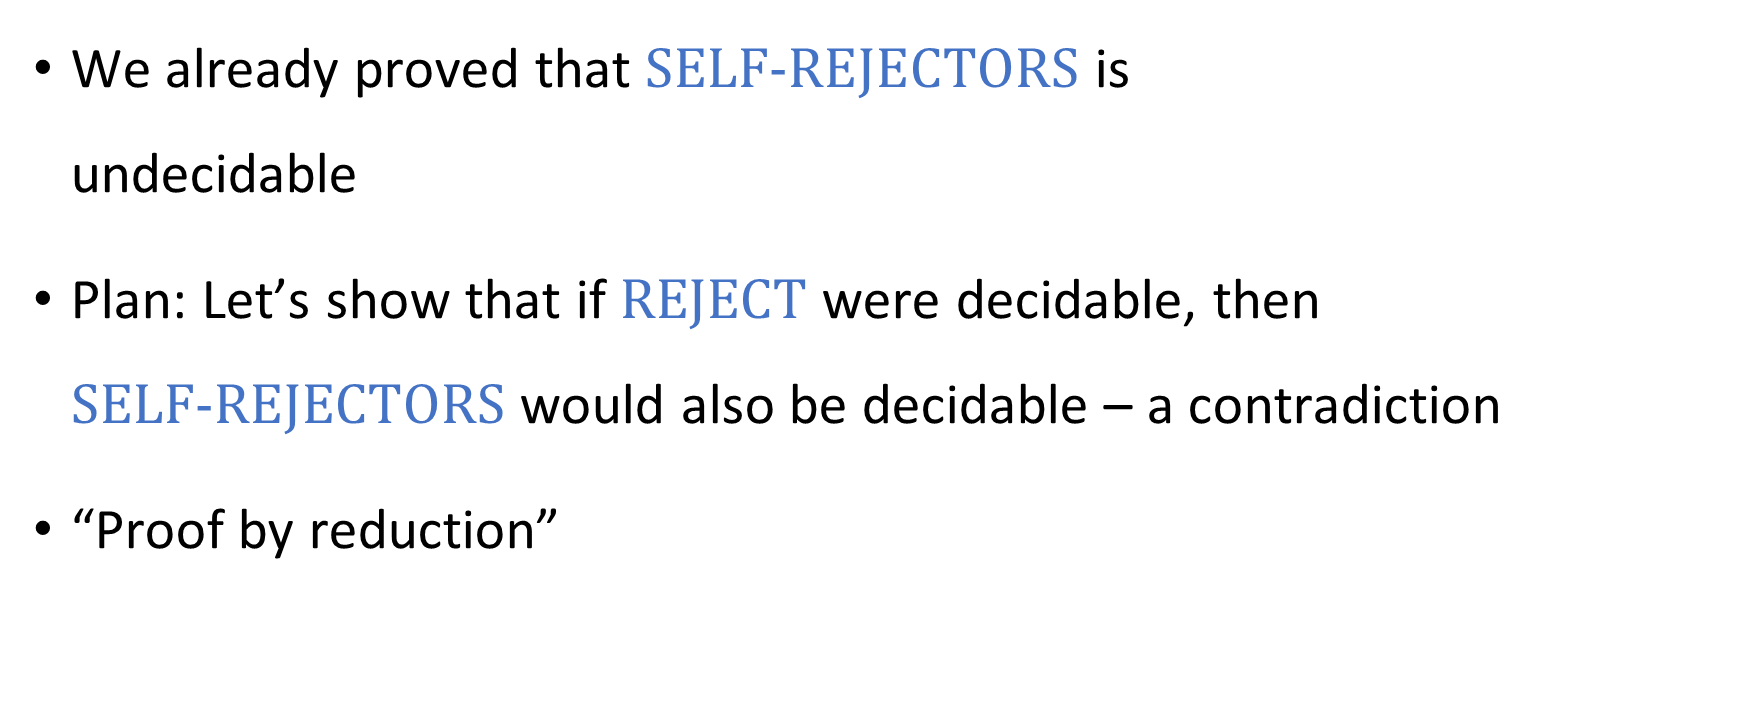 • We already proved that SELF-REJECTORS is
undecidable
• Plan: Let’s show that if REJECT were decidable, then
SELF-REJECTORS would also be decidable – a contradiction
• “Proof by reduction”